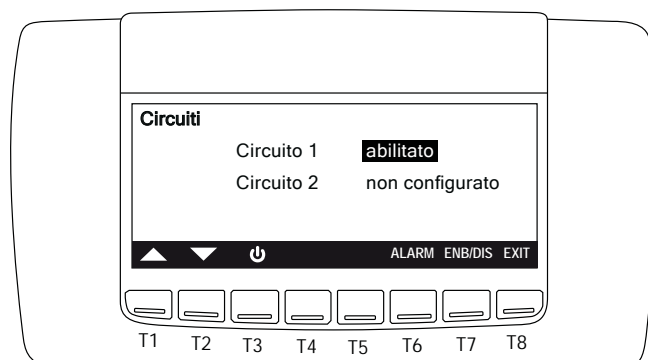 Circuiti
Circuito 1 abilitato
Circuito 2 non configurato
ALARM ENB/DIS EXIT
T1 T2 T3 T4 T5 T6 T7 T8